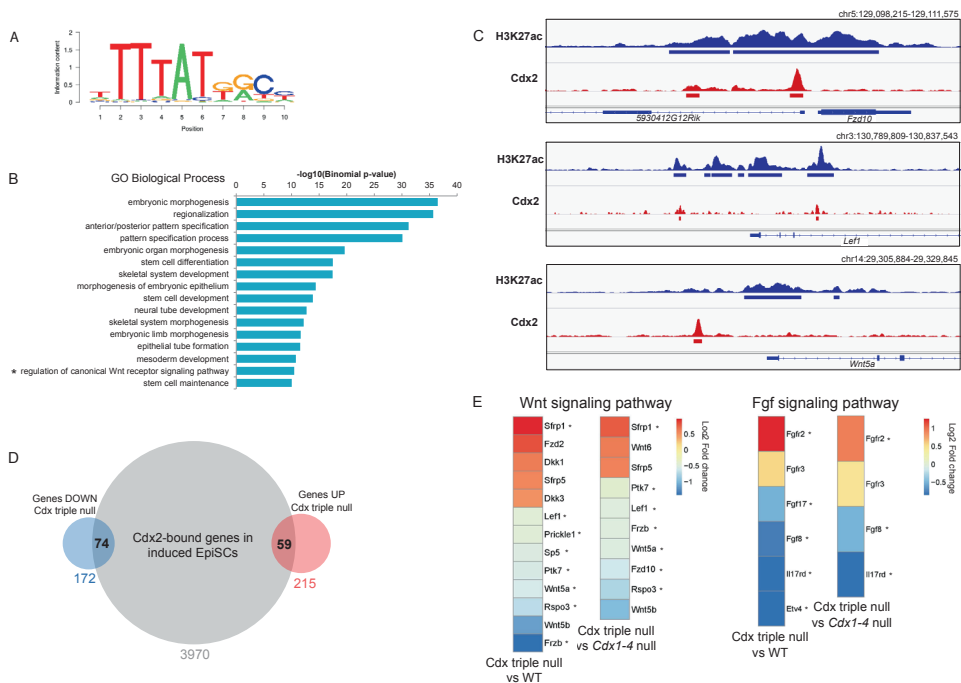 A
Information content
2
1.5
1
0.5
0
TTTTATGGCC
1 2 3 4 5 6 7 8 9 10
Position
B
GO Biological Process
-log10(Binomial p-value)
0 5 10 15 20 25 30 35 40
embryonic morphogenesis
regionalization
anterior/posterior pattern specification
pattern specification process
embryonic organ morphogenesis
stem cell differentiation
skeletal system development
morphogenesis of embryonic epithelium
stem cell development
neural tube development
skeletal system morphogenesis
embryonic limb morphogenesis
epithelial tube formation
mesoderm development
* regulation of canonical Wnt receptor signaling pathway
stem cell maintenance
C
chr5:129,098,215-129,111,575
H3K27ac
Cdx2
5930412G12Rik
Fzd10
chr3:130,789,809-130,837,543
H3K27ac
Cdx2
Lef1
chr14:29,305,884-29,329,845
H3K27ac
Cdx2
Wnt5a
D
Genes DOWN
Cdx triple null
74
172
Cdx2-bound genes in
induced EpiSCs
3970
Genes UP
Cdx triple null
59
215
E
Wnt signaling pathway
Sfrp1 *
Fzd2
Dkk1
Sfrp5
Dkk3
Lef1 *
Prickle1 *
Sp5 *
Ptk7 *
Wnt5a *
Rspo3 *
Wnt5b
Frzb *
Cdx triple null
vs WT
Sfrp1 *
Wnt6
Sfrp5
Ptk7 *
Lef1 *
Frzb *
Wnt5a *
Fzd10 *
Rspo3 *
Wnt5b
Cdx triple null
vs Cdx1-4 null
0.5
0
-0.5
-1
Log2 Fold change
Fgf signaling pathway
Fgfr2 *
Fgfr3
Fgf17 *
Fgf8 *
Il17rd *
Etv4 *
Cdx triple null
vs WT
Fgfr2 *
Fgfr3
Fgf8 *
Il17rd *
Cdx triple null
vs Cdx1-4 null
1
0.5
0
-0.5
Log2 Fold change